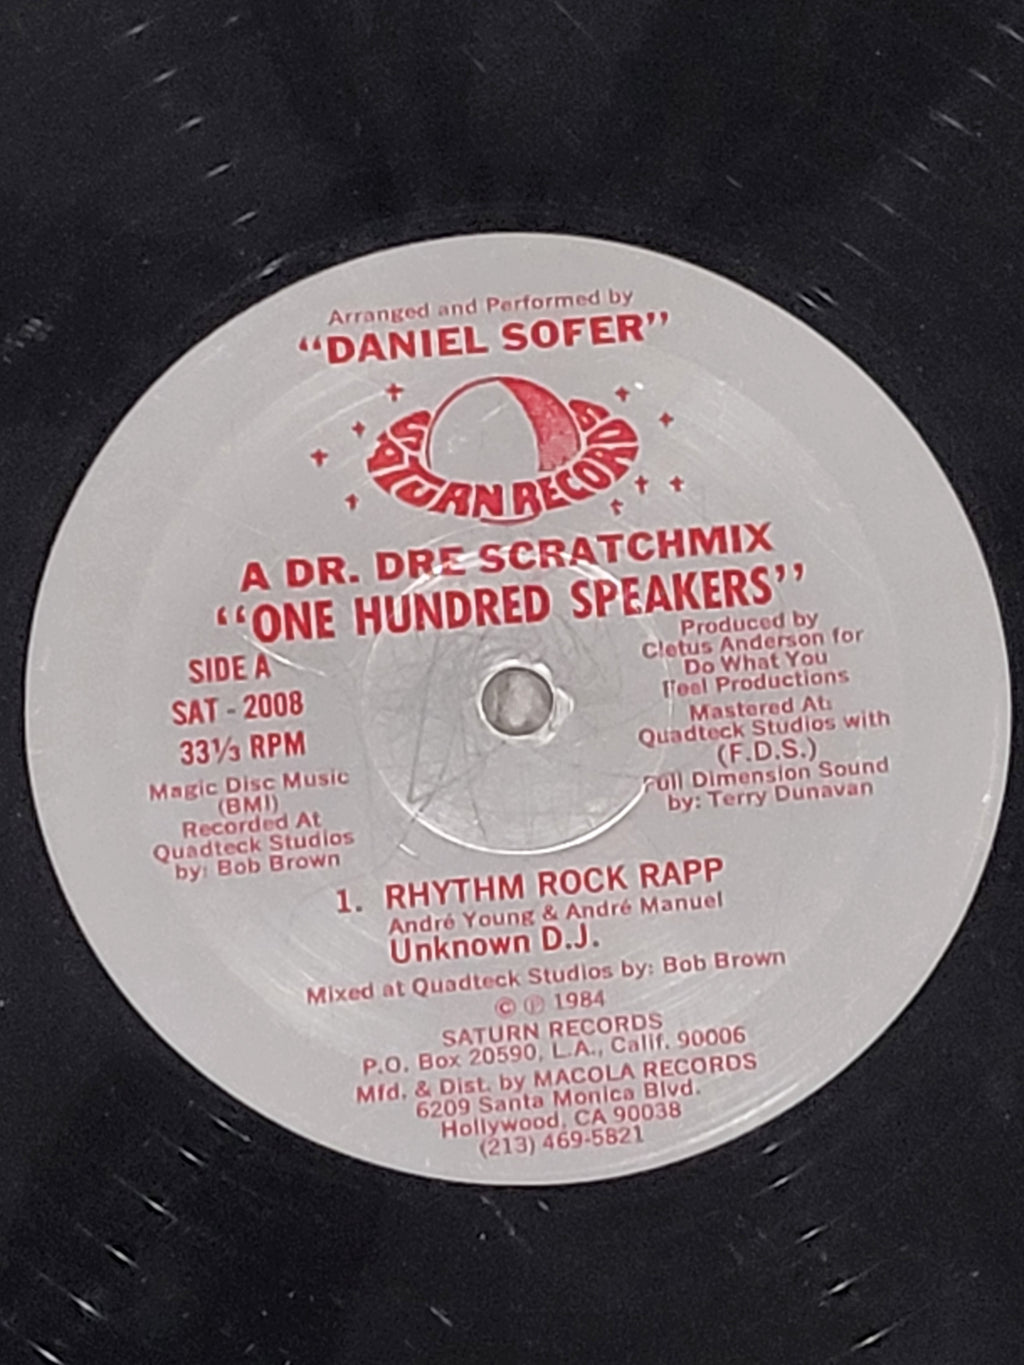 Arranged and Performed by
“DANIEL SOFER”
SATURN RECORDS
A DR. DRE SCRATCHMIX
“ONE HUNDRED SPEAKERS”
SIDE A
SAT - 2008
33⅓ RPM
Magic Disc Music
(BMI)
Recorded At
Quadteck Studios
by: Bob Brown
Produced by
Cletus Anderson for
Do What You
Feel Productions
Mastered At:
Quadteck Studios with
(F.D.S.)
Full Dimension Sound
by: Terry Dunavan
1. RHYTHM ROCK RAPP
André Young & André Manuel
Unknown D.J.
Mixed at Quadteck Studios by: Bob Brown
© ℗ 1984
SATURN RECORDS
P.O. Box 20590, L.A., Calif. 90006
Mfd. & Dist. by MACOLA RECORDS
6209 Santa Monica Blvd.
Hollywood, CA 90038
(213) 469-5821